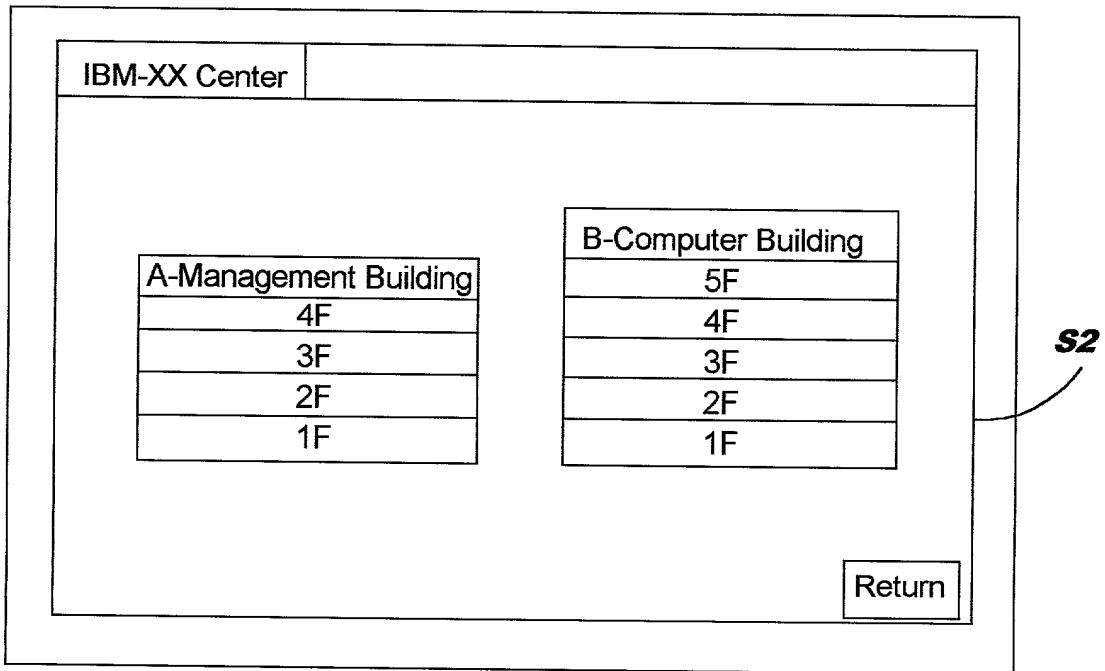 IBM-XX Center
A-Management Building
4F
3F
2F
1F
B-Computer Building
5F
4F
3F
2F
1F
S2
Return